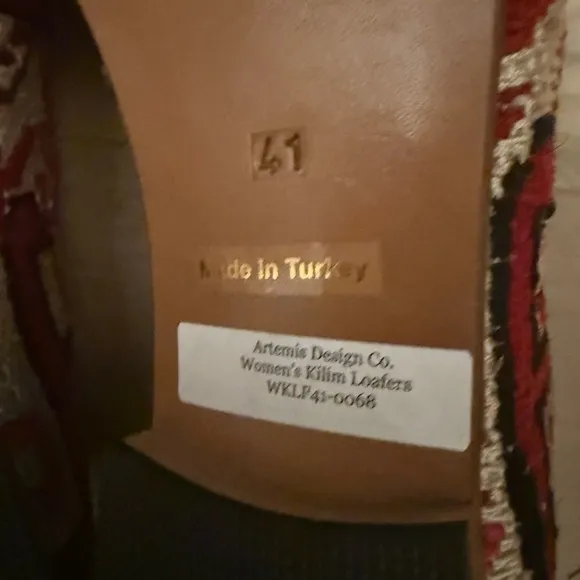 41
Made in Turkey
Artemis Design Co.
Women's Kilim Loafers
WKLF41-0068